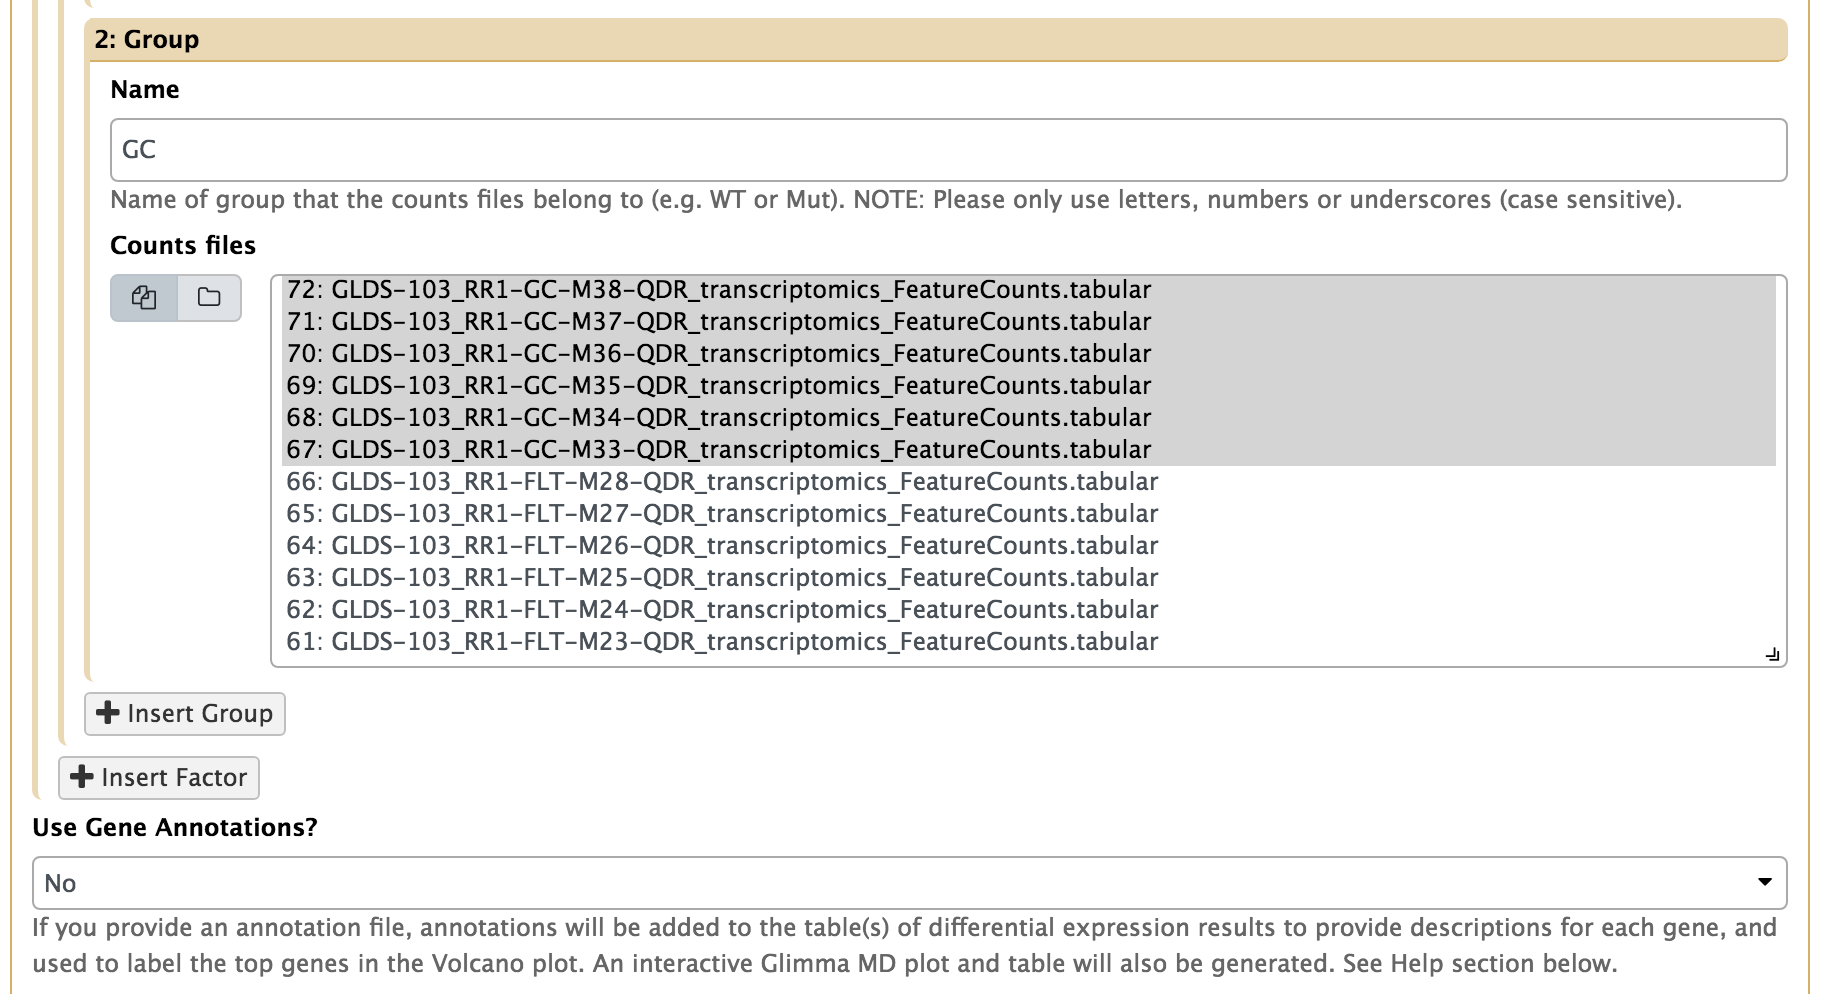 2: Group
Name
GC
Name of group that the counts files belong to (e.g. WT or Mut). NOTE: Please only use letters, numbers or underscores (case sensitive).
Counts files
72: GLDS-103_RR1-GC-M38-QDR_transcriptomics_FeatureCounts.tabular
71: GLDS-103_RR1-GC-M37-QDR_transcriptomics_FeatureCounts.tabular
70: GLDS-103_RR1-GC-M36-QDR_transcriptomics_FeatureCounts.tabular
69: GLDS-103_RR1-GC-M35-QDR_transcriptomics_FeatureCounts.tabular
68: GLDS-103_RR1-GC-M34-QDR_transcriptomics_FeatureCounts.tabular
67: GLDS-103_RR1-GC-M33-QDR_transcriptomics_FeatureCounts.tabular
66: GLDS-103_RR1-FLT-M28-QDR_transcriptomics_FeatureCounts.tabular
65: GLDS-103_RR1-FLT-M27-QDR_transcriptomics_FeatureCounts.tabular
64: GLDS-103_RR1-FLT-M26-QDR_transcriptomics_FeatureCounts.tabular
63: GLDS-103_RR1-FLT-M25-QDR_transcriptomics_FeatureCounts.tabular
62: GLDS-103_RR1-FLT-M24-QDR_transcriptomics_FeatureCounts.tabular
61: GLDS-103_RR1-FLT-M23-QDR_transcriptomics_FeatureCounts.tabular
Insert Group
Insert Factor
Use Gene Annotations?
No
If you provide an annotation file, annotations will be added to the table(s) of differential expression results to provide descriptions for each gene, and
used to label the top genes in the Volcano plot. An interactive Glimma MD plot and table will also be generated. See Help section below.